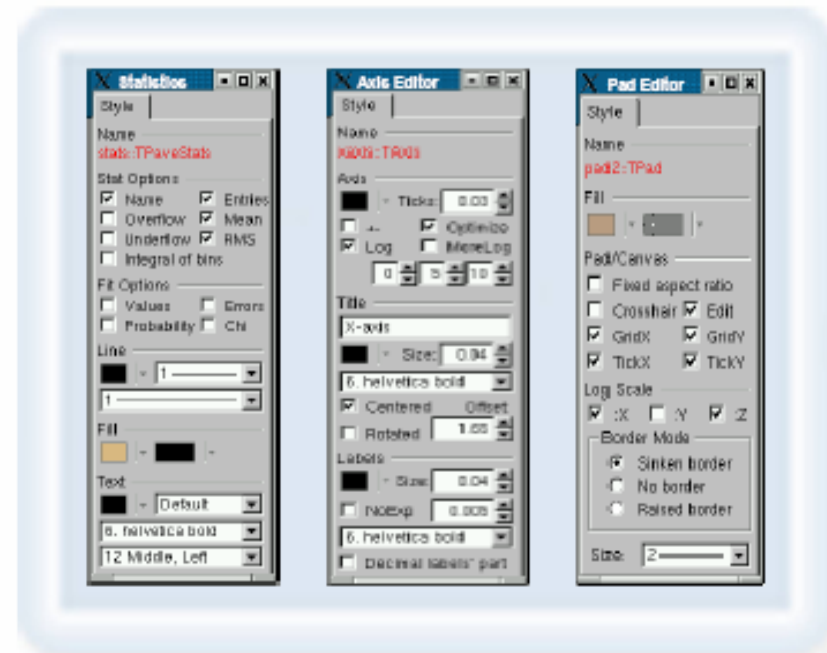 Statistics
Style
Name
stats::TPaveStats
Stat Options
Name Entries
Overflow Mean
Underflow RMS
Integral of bins
Fit Options
Values Errors
Probability Chi
Line
1
1
Fill
Text
Default
6. helvetica bold
12 Middle, Left
Axis Editor
Style
Name
xaxis::TAxis
Axis
Ticks: 0.03
+- Optimize
Log MoreLog
0 5 10
Title
X-axis
Size: 0.04
6. helvetica bold
Centered Offset
Rotated
Labels
Size: 0.04
NoExp 0.005
6. helvetica bold
Decimal labels' part
Pad Editor
Style
Name
Fill
Pad/Canvas
Fixed aspect ratio
Crosshair Edit
GridX GridY
TickX TickY
Log Scale
:X :Y :Z
Border Mode
Sinken border
No border
Raised border
Size: 2